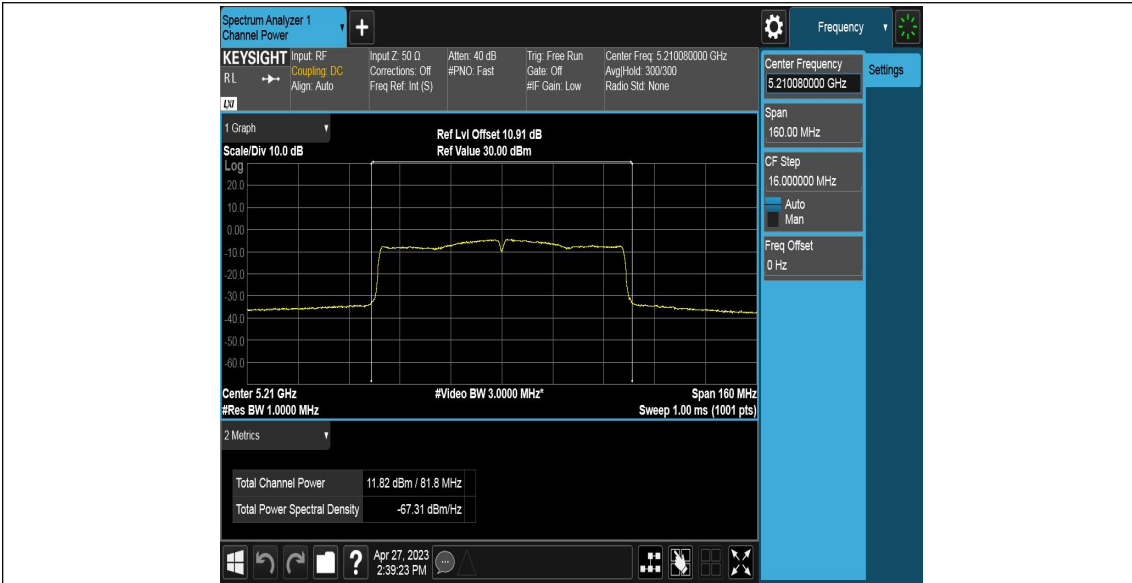 Spectrum Analyzer 1
Channel Power
+
Frequency
KEYSIGHT
RL
LXI
Input: RF
Coupling: DC
Align: Auto
Input Z: 50 Ω
Corrections: Off
Freq Ref: Int (S)
Atten: 40 dB
#PNO: Fast
Trig: Free Run
Gate: Off
#IF Gain: Low
Center Freq: 5.210080000 GHz
Avg|Hold: 300/300
Radio Std: None
Center Frequency
5.210080000 GHz
Settings
Span
160.00 MHz
CF Step
16.000000 MHz
Auto
Man
Freq Offset
0 Hz
1 Graph
Ref Lvl Offset 10.91 dB
Scale/Div 10.0 dB
Ref Value 30.00 dBm
Log
20.0
10.0
0.00
-10.0
-20.0
-30.0
-40.0
-50.0
-60.0
Center 5.21 GHz
#Video BW 3.0000 MHz*
Span 160 MHz
#Res BW 1.0000 MHz
Sweep 1.00 ms (1001 pts)
2 Metrics
Total Channel Power 11.82 dBm / 81.8 MHz
Total Power Spectral Density -67.31 dBm/Hz
?
Apr 27, 2023
2:39:23 PM